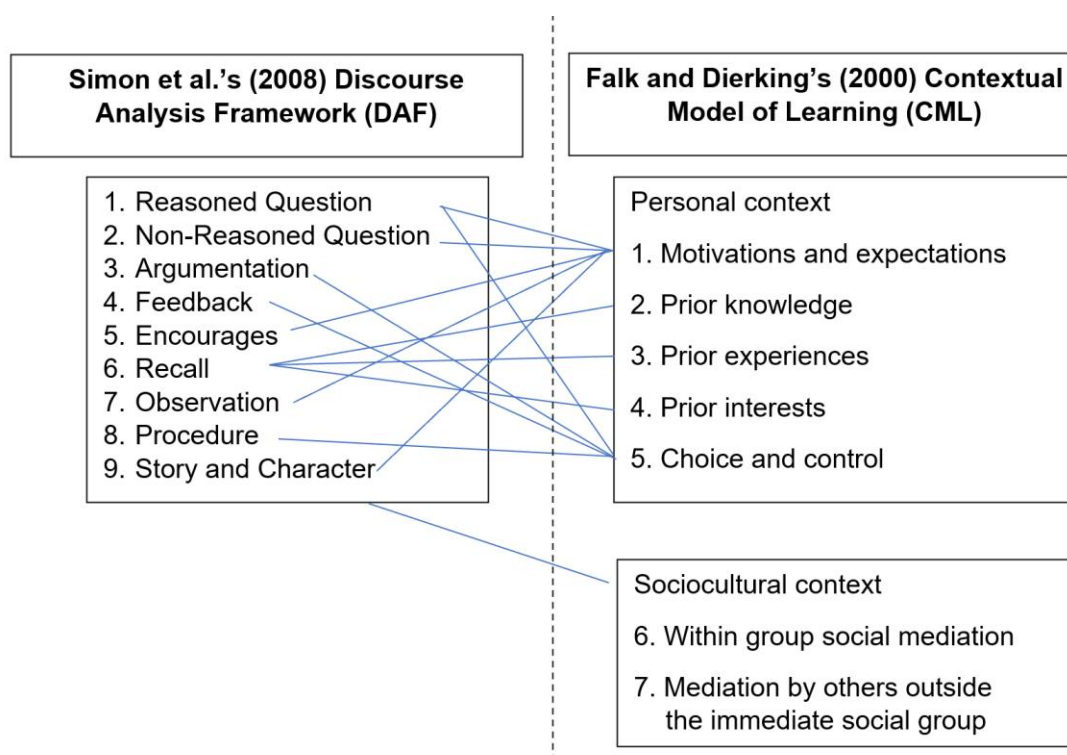 Simon et al.’s (2008) Discourse
Analysis Framework (DAF)
1. Reasoned Question
2. Non-Reasoned Question
3. Argumentation
4. Feedback
5. Encourages
6. Recall
7. Observation
8. Procedure
9. Story and Character
Falk and Dierking’s (2000) Contextual
Model of Learning (CML)
Personal context
1. Motivations and expectations
2. Prior knowledge
3. Prior experiences
4. Prior interests
5. Choice and control
Sociocultural context
6. Within group social mediation
7. Mediation by others outside
the immediate social group